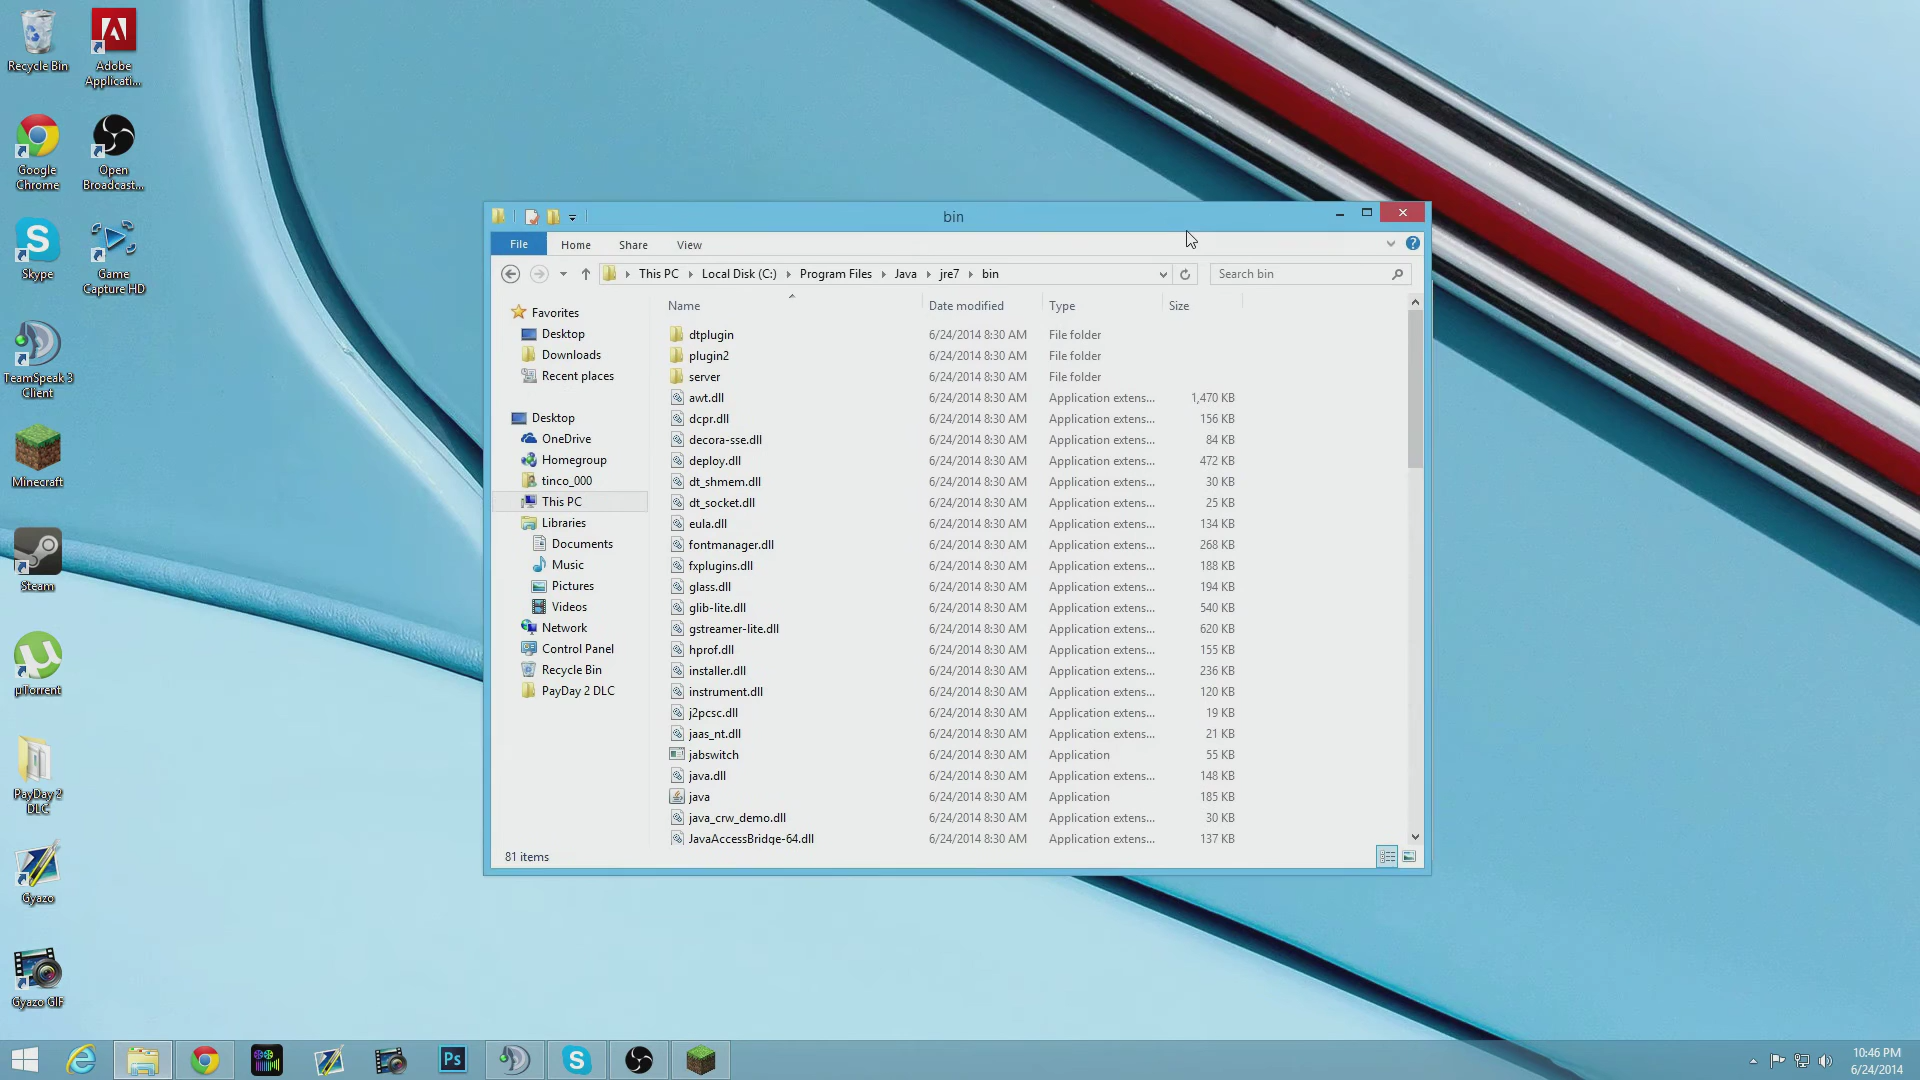 Recycle Bin
Adobe
Applicati...
Google
Chrome
Open
Broadcast...
Skype
Game
Capture HD
TeamSpeak 3
Client
Minecraft
Steam
µTorrent
PayDay 2
DLC
Gyazo
Gyazo GIF
bin
File Home Share View
This PC Local Disk (C:) Program Files Java jre7 bin
Search bin
Favorites
Desktop
Downloads
Recent places
Desktop
OneDrive
Homegroup
tinco_000
This PC
Libraries
Documents
Music
Pictures
Videos
Network
Control Panel
Recycle Bin
PayDay 2 DLC
Name Date modified Type Size
dtplugin 6/24/2014 8:30 AM File folder
plugin2 6/24/2014 8:30 AM File folder
server 6/24/2014 8:30 AM File folder
awt.dll 6/24/2014 8:30 AM Application extens... 1,470 KB
dcpr.dll 6/24/2014 8:30 AM Application extens... 156 KB
decora-sse.dll 6/24/2014 8:30 AM Application extens... 84 KB
deploy.dll 6/24/2014 8:30 AM Application extens... 472 KB
dt_shmem.dll 6/24/2014 8:30 AM Application extens... 30 KB
dt_socket.dll 6/24/2014 8:30 AM Application extens... 25 KB
eula.dll 6/24/2014 8:30 AM Application extens... 134 KB
fontmanager.dll 6/24/2014 8:30 AM Application extens... 268 KB
fxplugins.dll 6/24/2014 8:30 AM Application extens... 188 KB
glass.dll 6/24/2014 8:30 AM Application extens... 194 KB
glib-lite.dll 6/24/2014 8:30 AM Application extens... 540 KB
gstreamer-lite.dll 6/24/2014 8:30 AM Application extens... 620 KB
hprof.dll 6/24/2014 8:30 AM Application extens... 155 KB
installer.dll 6/24/2014 8:30 AM Application extens... 236 KB
instrument.dll 6/24/2014 8:30 AM Application extens... 120 KB
j2pcsc.dll 6/24/2014 8:30 AM Application extens... 19 KB
jaas_nt.dll 6/24/2014 8:30 AM Application extens... 21 KB
jabswitch 6/24/2014 8:30 AM Application 55 KB
java.dll 6/24/2014 8:30 AM Application extens... 148 KB
java 6/24/2014 8:30 AM Application 185 KB
java_crw_demo.dll 6/24/2014 8:30 AM Application extens... 30 KB
JavaAccessBridge-64.dll 6/24/2014 8:30 AM Application extens... 137 KB
81 items
Ps
10:46 PM
6/24/2014